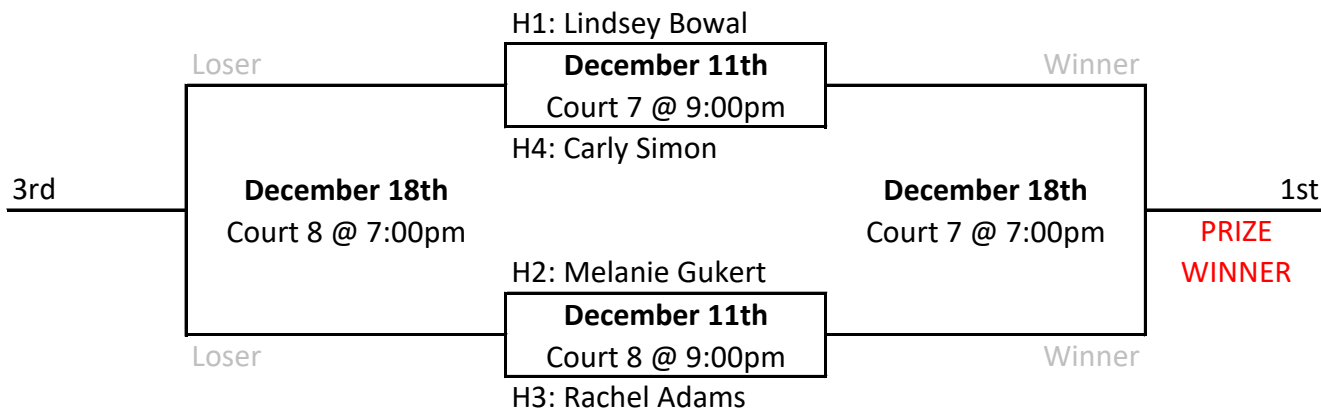 H1: Lindsey Bowal
Loser
December 11th
Winner
Court 7 @ 9:00pm
H4: Carly Simon
3rd
December 18th
December 18th
1st
Court 8 @ 7:00pm
Court 7 @ 7:00pm
PRIZE
WINNER
H2: Melanie Gukert
December 11th
Loser
Court 8 @ 9:00pm
Winner
H3: Rachel Adams